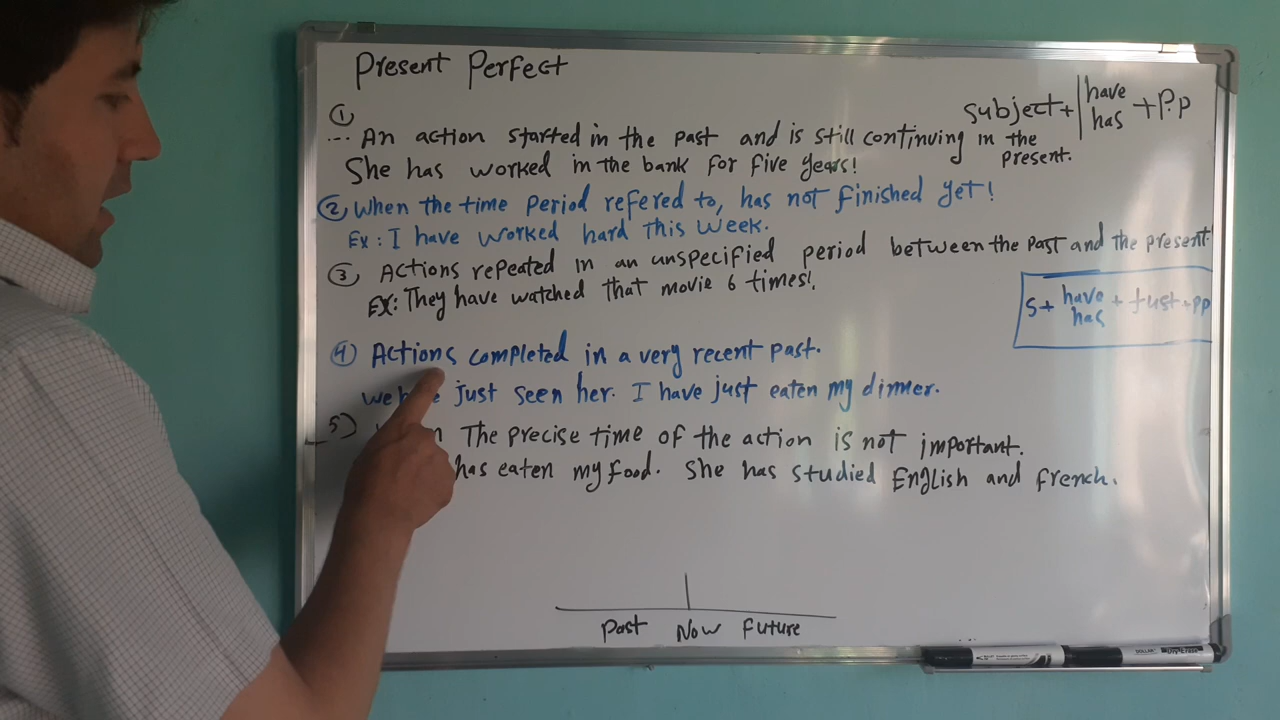 Present Perfect
subject + have has + P.p
①
... An action started in the past and is still continuing in the present.
She has worked in the bank for five years!
② When the time period refered to, has not finished yet!
Ex: I have worked hard this week.
③ Actions repeated in an unspecified period between the past and the present.
Ex: They have watched that movie 6 times!
S + have has + just + pp
④ Actions completed in a very recent past.
we just seen her. I have just eaten my dinner.
5) The precise time of the action is not important.
has eaten my food. She has studied English and french.
Past Now Future
DOLLAR Dry-Erase